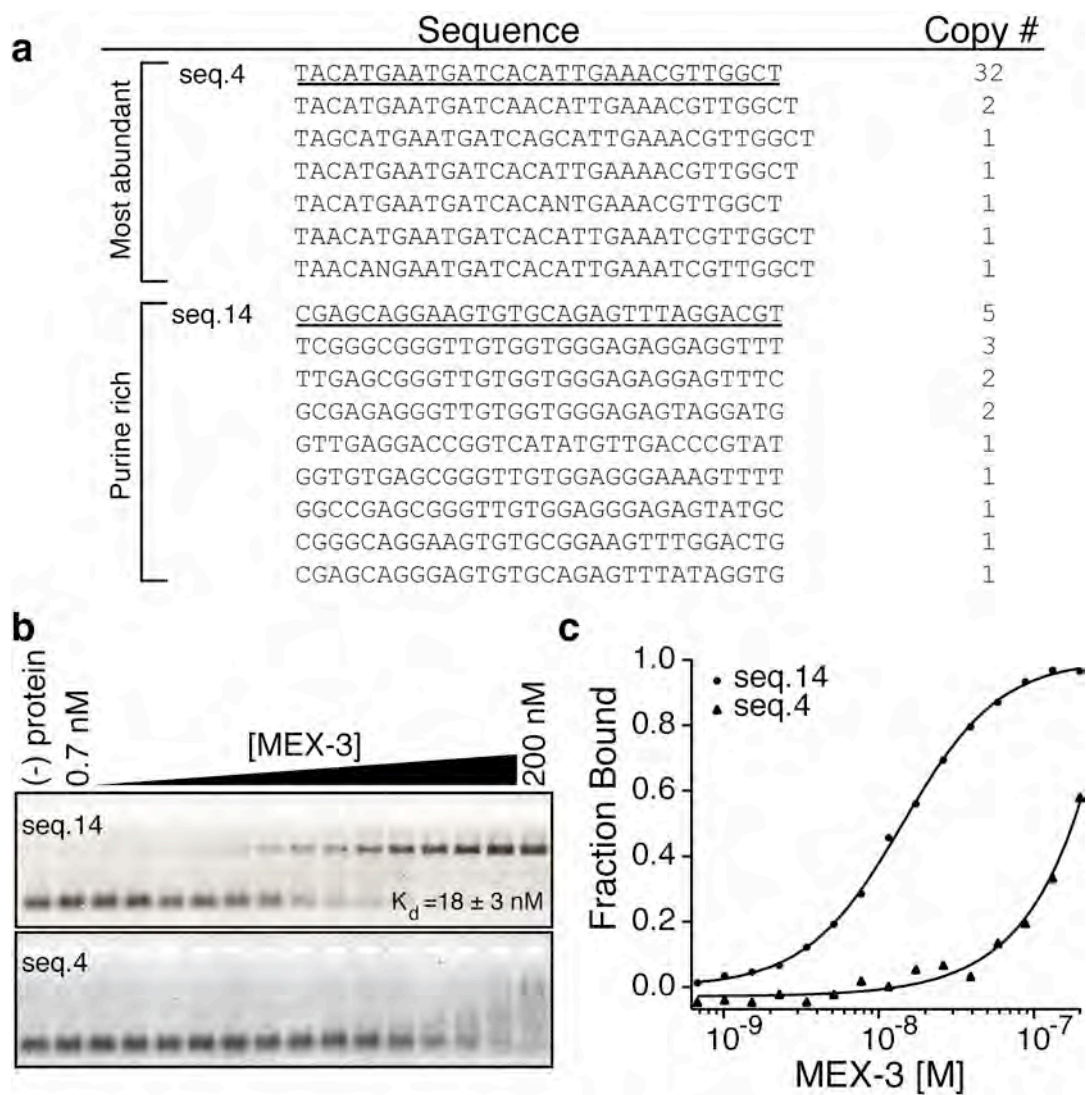 a
Sequence Copy #
Most abundant
seq.4 TACATGAATGATCACATTGAAACGTTGGCT 32
TACATGAATGATCAACATTGAAACGTTGGCT 2
TAGCATGAATGATCAGCATTGAAACGTTGGCT 1
TACATGAATGATCACATTGAAAACGTTGGCT 1
TACATGAATGATCACANTGAAACGTTGGCT 1
TAACATGAATGATCACATTGAAATCGTTGGCT 1
TAACANGAATGATCACATTGAAATCGTTGGCT 1
Purine rich
seq.14 CGAGCAGGAAGTGTGCAGAGTTTAGGACGT 5
TCGGGCGGGTTGTGGTGGGAGAGGAGGTTT 3
TTGAGCGGGTTGTGGTGGGAGAGGAGTTTC 2
GCGAGAGGGTTGTGGTGGGAGAGTAGGATG 2
GTTGAGGACCGGTCATATGTTGACCCGTAT 1
GGTGTGAGCGGGTTGTGGAGGGAAAGTTTT 1
GGCCGAGCGGGTTGTGGAGGGAGAGTATGC 1
CGGGCAGGAAGTGTGCGGAAGTTTGGACTG 1
CGAGCAGGGAGTGTGCAGAGTTTATAGGTG 1
b
(-) protein
0.7 nM
[MEX-3]
200 nM
seq.14
Kd=18 ± 3 nM
seq.4
c
1.0
0.8
0.6
0.4
0.2
0.0
Fraction Bound
seq.14
seq.4
10-9 10-8 10-7
MEX-3 [M]